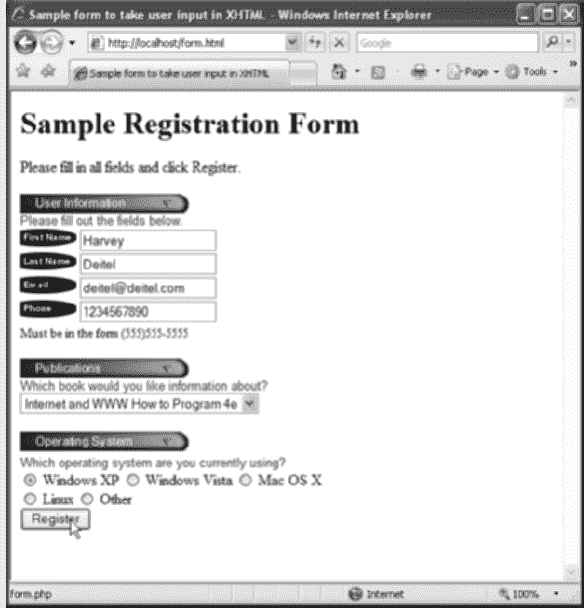 Sample form to take user input in XHTML - Windows Internet Explorer
http://localhost/form.html
Google
Sample form to take user input in XHTML
Page
Tools
Sample Registration Form
Please fill in all fields and click Register.
User Information
Please fill out the fields below.
First Name Harvey
Last Name Deitel
Email deitel@deitel.com
Phone 1234567890
Must be in the form (555)555-5555
Publications
Which book would you like information about?
Internet and WWW How to Program 4e
Operating System
Which operating system are you currently using?
Windows XP Windows Vista Mac OS X
Linux Other
Register
form.php Internet 100%